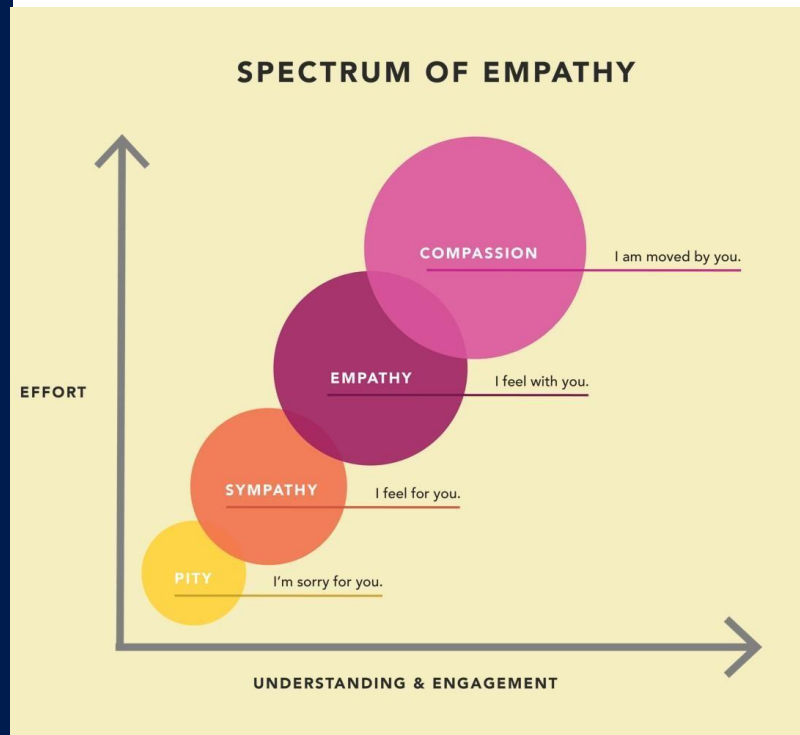 SPECTRUM OF EMPATHY
COMPASSION
I am moved by you.
EMPATHY
I feel with you.
EFFORT
SYMPATHY
I feel for you.
PITY
I'm sorry for you.
UNDERSTANDING & ENGAGEMENT